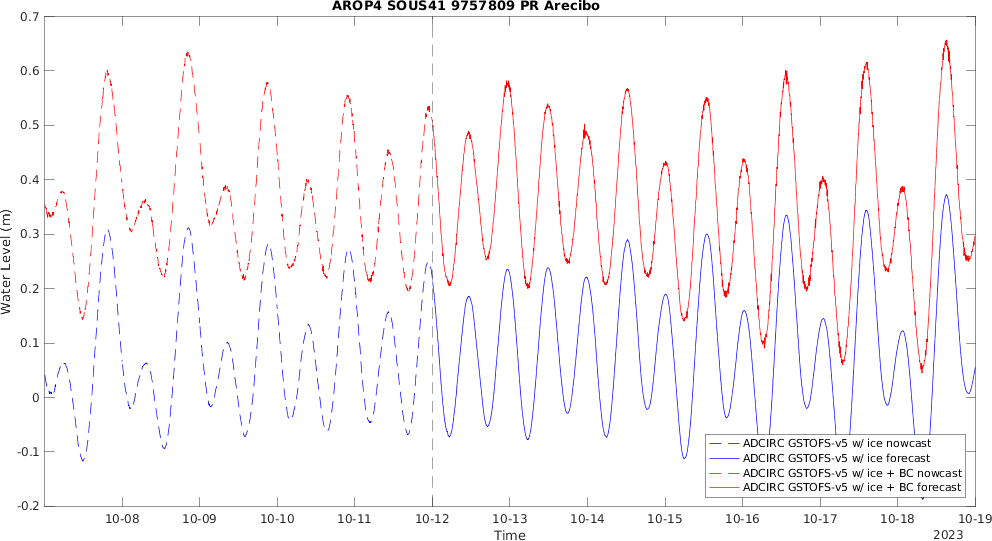 AROP4 SOUS41 9757809 PR Arecibo
0.7
0.6
0.5
0.4
0.3
0.2
0.1
0
-0.1
-0.2
Water Level (m)
10-08 10-09 10-10 10-11 10-12 10-13 10-14 10-15 10-16 10-17 10-18 10-19
Time
2023
ADCIRC GSTOFS-v5 w/ ice nowcast
ADCIRC GSTOFS-v5 w/ ice forecast
ADCIRC GSTOFS-v5 w/ ice + BC nowcast
ADCIRC GSTOFS-v5 w/ ice + BC forecast